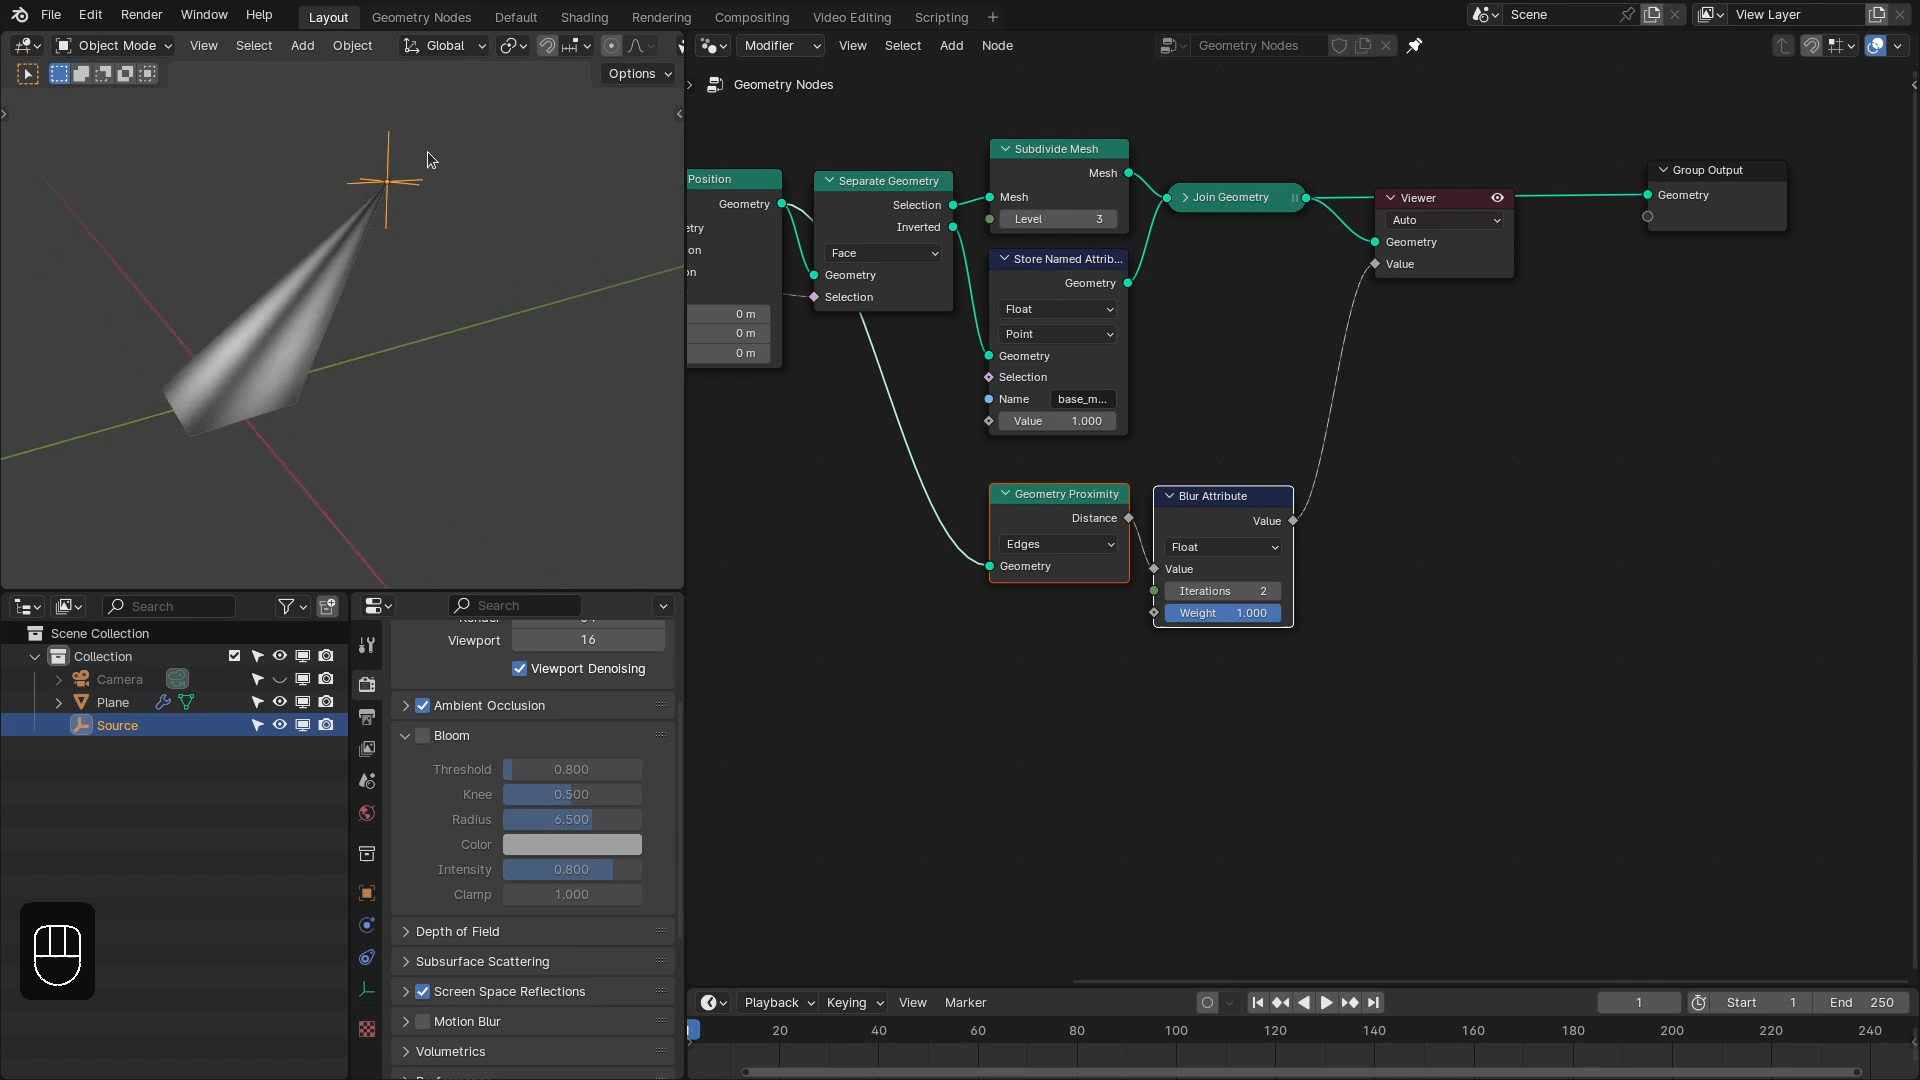 File Edit Render Window Help
Layout Geometry Nodes Default Shading Rendering Compositing Video Editing Scripting +
Scene
View Layer
Object Mode View Select Add Object Global
Options
Modifier View Select Add Node
Geometry Nodes
Geometry Nodes
Position
Geometry
etry
on
n
0 m
0 m
0 m
Separate Geometry
Selection
Inverted
Face
Geometry
Selection
Subdivide Mesh
Mesh
Mesh
Level 3
Store Named Attrib...
Geometry
Float
Point
Geometry
Selection
Name base_m...
Value 1.000
Join Geometry
Viewer
Auto
Geometry
Value
Group Output
Geometry
Geometry Proximity
Distance
Edges
Geometry
Blur Attribute
Value
Float
Value
Iterations 2
Weight 1.000
Search
Scene Collection
Collection
Camera
Plane
Source
Search
Viewport 16
Viewport Denoising
Ambient Occlusion
Bloom
Threshold 0.800
Knee 0.500
Radius 6.500
Color
Intensity 0.800
Clamp 1.000
Depth of Field
Subsurface Scattering
Screen Space Reflections
Motion Blur
Volumetrics
Playback Keying View Marker
1 Start 1 End 250
20 40 60 80 100 120 140 160 180 200 220 240